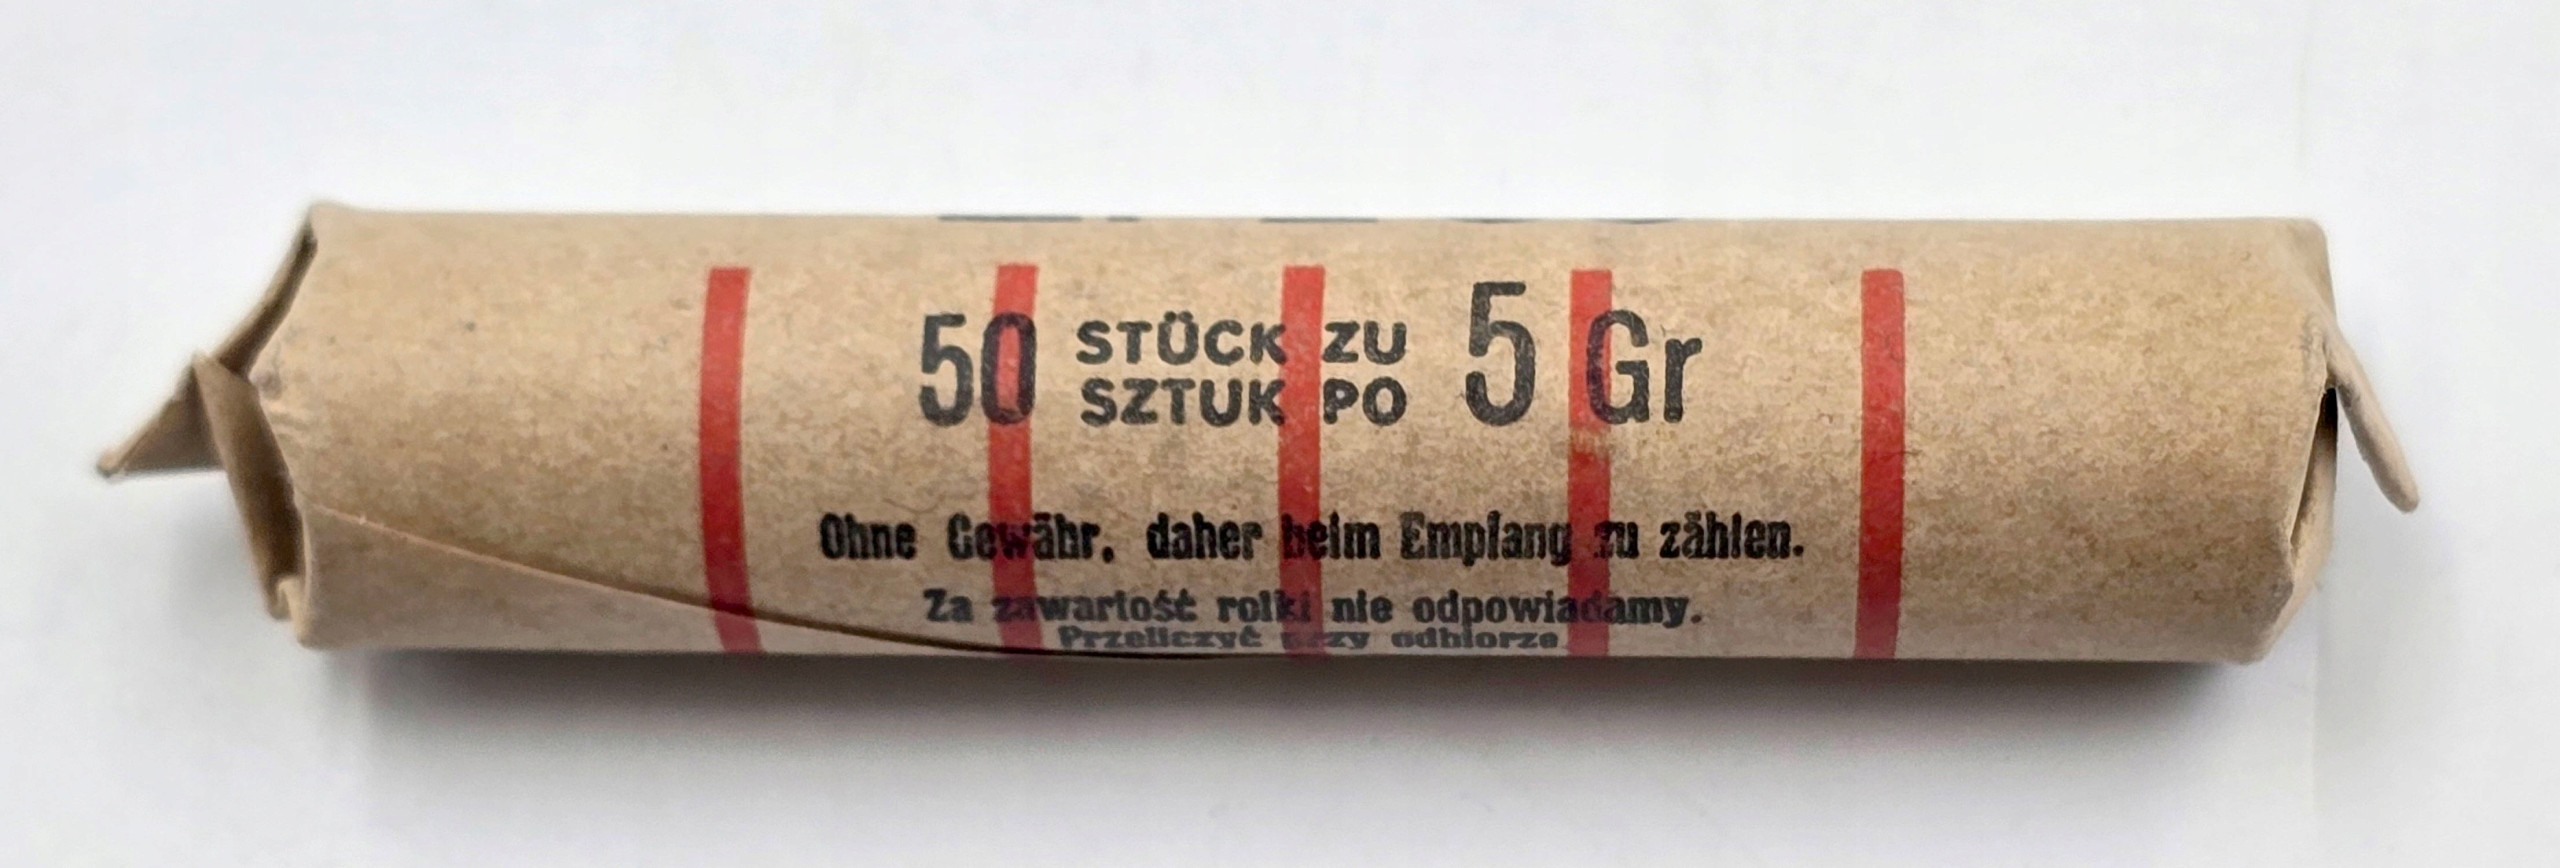 50 STÜCK ZU 5 Gr
SZTUK PO
Ohne Gewähr, daher beim Empfang zu zählen.
Za zawartość rolki nie odpowiadamy.
Przeliczyć przy odbiorze